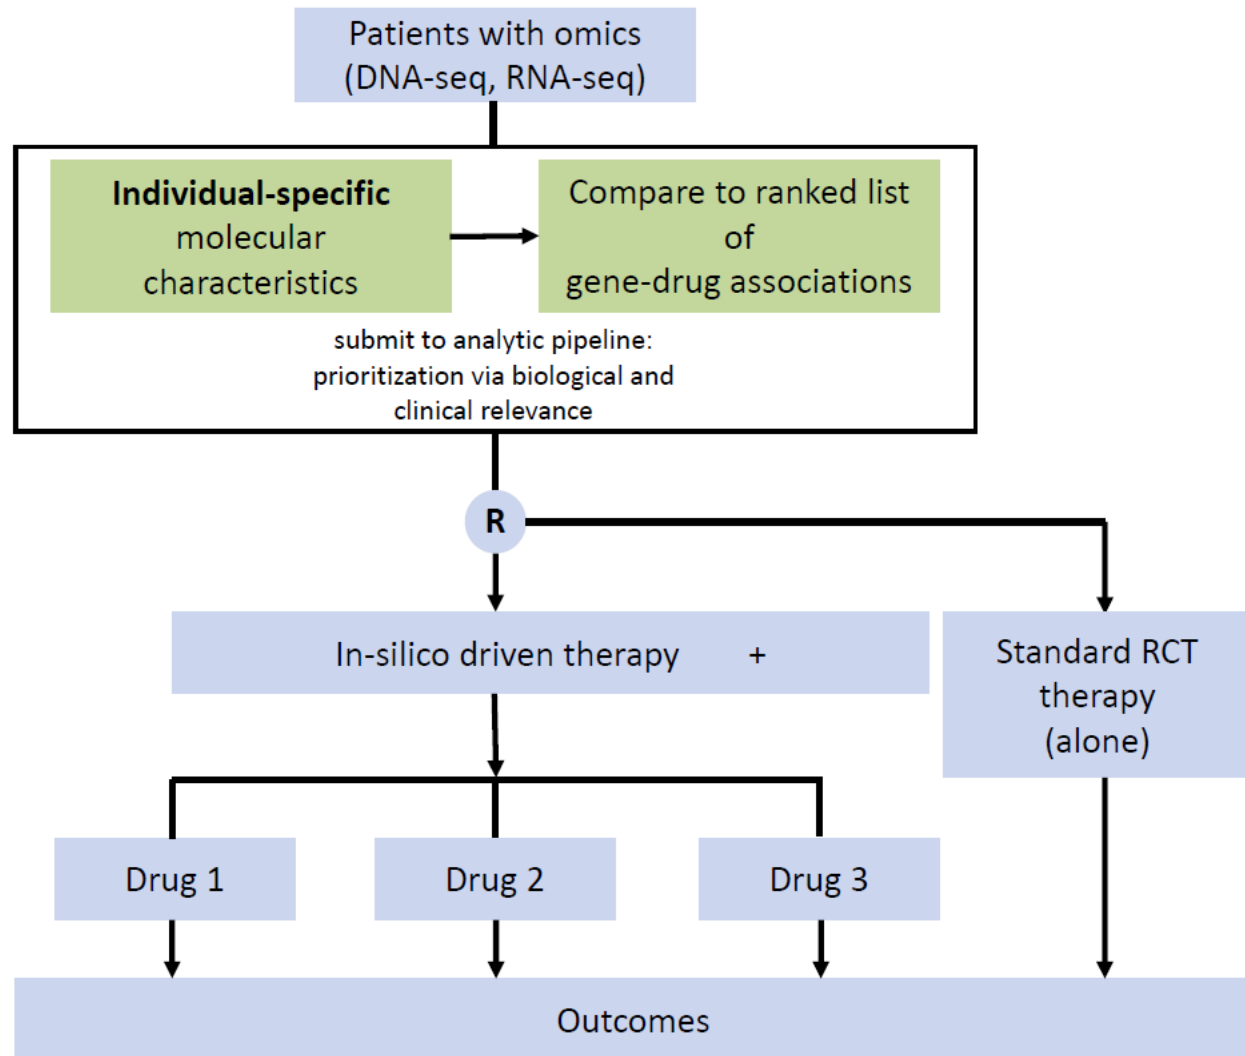 Patients with omics
(DNA-seq, RNA-seq)
Individual-specific
molecular
characteristics
Compare to ranked list
of
gene-drug associations
submit to analytic pipeline:
prioritization via biological and
clinical relevance
R
In-silico driven therapy +
Standard RCT
therapy
(alone)
Drug 1
Drug 2
Drug 3
Outcomes